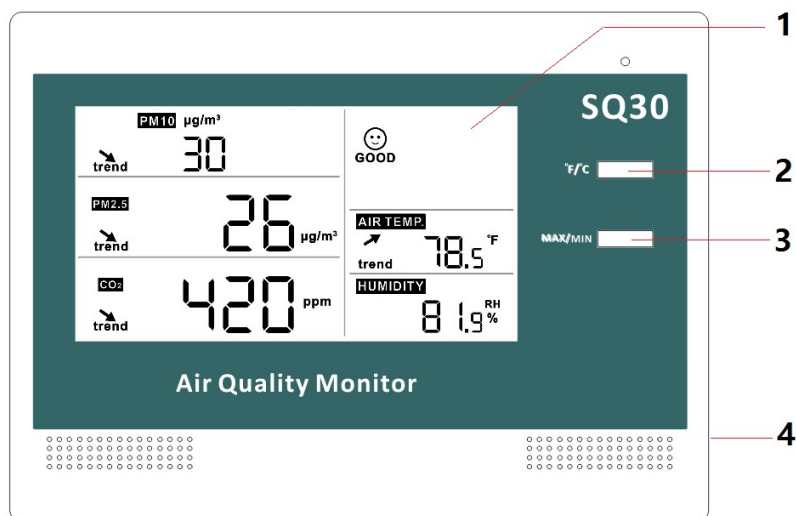 1
SQ30
PM10 µg/m³
trend 30
GOOD
°F/°C
2
PM2.5
trend 26 µg/m³
AIR TEMP.
trend 78.5 °F
MAX/MIN
3
CO₂
trend 420 ppm
HUMIDITY
81.9 RH %
Air Quality Monitor
4